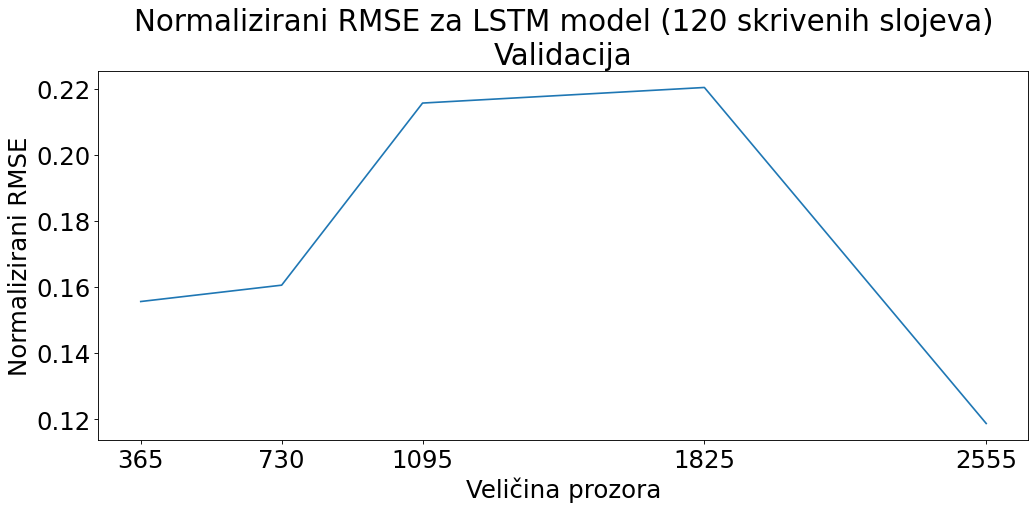 Normalizirani RMSE za LSTM model (120 skrivenih slojeva)
Validacija
Normalizirani RMSE
0.22
0.20
0.18
0.16
0.14
0.12
365 730 1095 1825 2555
Veličina prozora